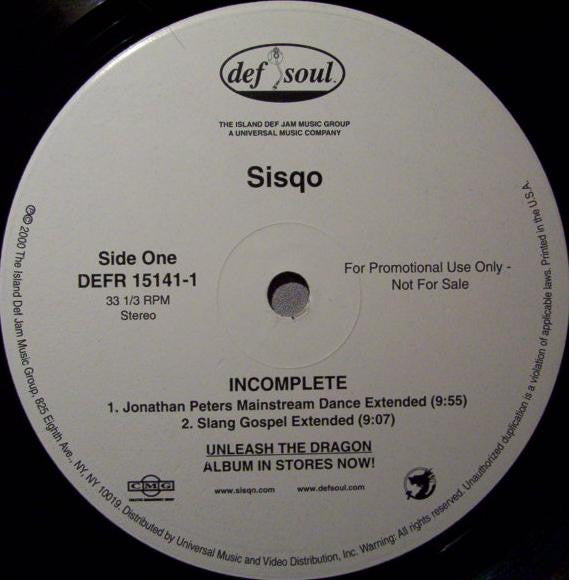 def soul.
THE ISLAND DEF JAM MUSIC GROUP
A UNIVERSAL MUSIC COMPANY
Sisqo
Side One
DEFR 15141-1
33 1/3 RPM
Stereo
For Promotional Use Only -
Not For Sale
INCOMPLETE
1. Jonathan Peters Mainstream Dance Extended (9:55)
2. Slang Gospel Extended (9:07)
UNLEASH THE DRAGON
ALBUM IN STORES NOW!
CMG
www.sisqo.com www.defsoul.com
℗© 2000 The Island Def Jam Music Group, 825 Eighth Ave., NY, NY 10019. Distributed by Universal Music and Video Distribution, Inc. Warning: All rights reserved. Unauthorized duplication is a violation of applicable laws. Printed in the U.S.A.